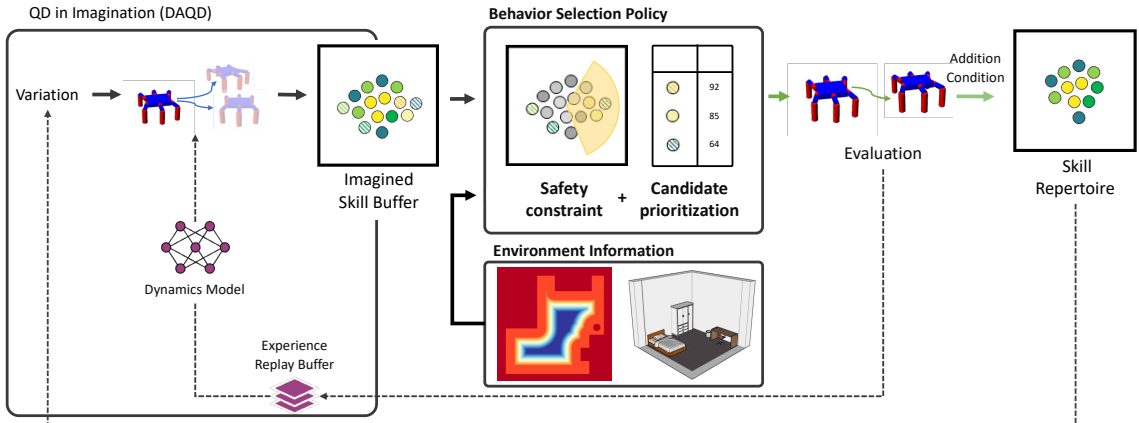 QD in Imagination (DAQD)
Behavior Selection Policy
Variation
Imagined
Skill Buffer
92
85
64
Safety
constraint
+
Candidate
prioritization
Evaluation
Addition
Condition
Skill
Repertoire
Environment Information
Dynamics Model
Experience
Replay Buffer